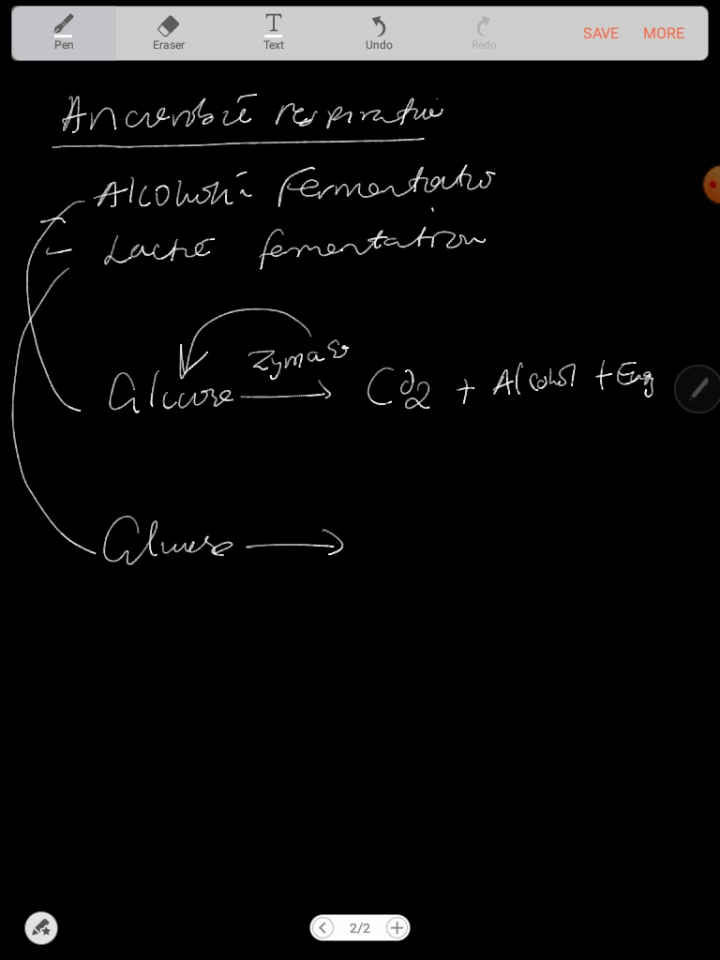 Pen Eraser Text Undo Redo SAVE MORE
Anaerobic respiration
- Alcoholic fermentation
- Lactic fermentation
Zymase
Glucose → CO2 + Alcohol + Eng
Glucose →
2/2